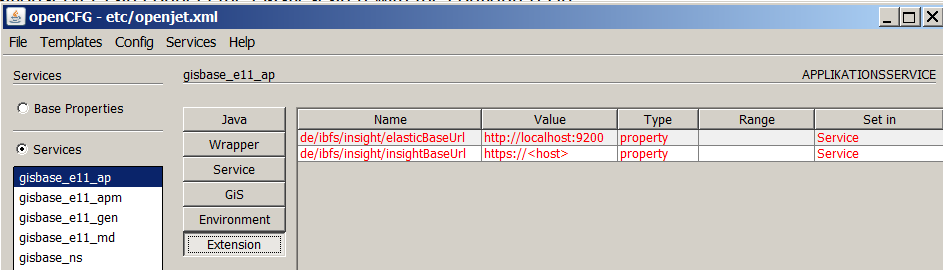 openCFG - etc/openjet.xml
File Templates Config Services Help
Services
gisbase_e11_ap
APPLIKATIONSSERVICE
Base Properties
Services
gisbase_e11_ap
gisbase_e11_apm
gisbase_e11_gen
gisbase_e11_md
gisbase_ns
Java
Wrapper
Service
GiS
Environment
Extension
Name Value Type Range Set in
de/ibfs/insight/elasticBaseUrl http://localhost:9200 property Service
de/ibfs/insight/insightBaseUrl https://<host> property Service